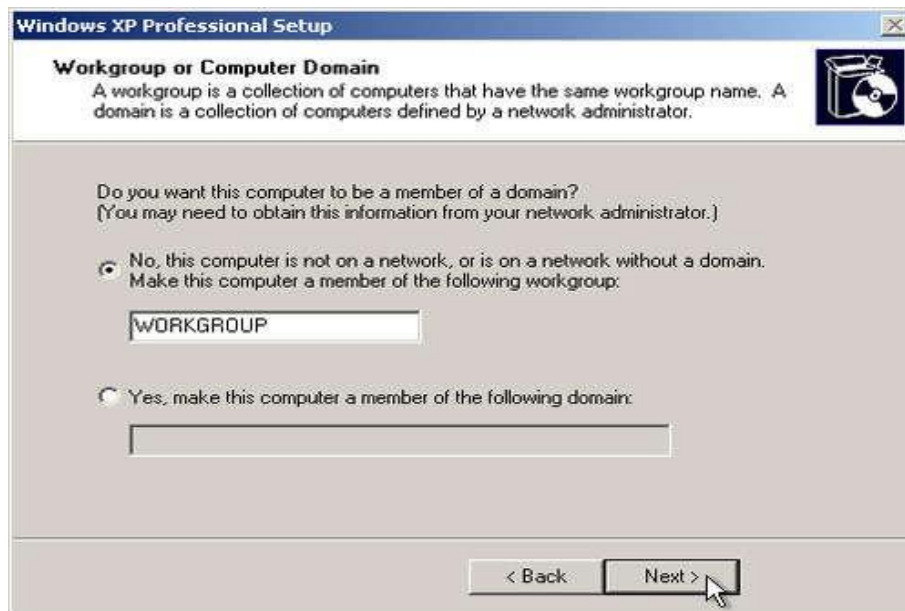 Windows XP Professional Setup
Workgroup or Computer Domain
A workgroup is a collection of computers that have the same workgroup name. A
domain is a collection of computers defined by a network administrator.
Do you want this computer to be a member of a domain?
(You may need to obtain this information from your network administrator.)
No, this computer is not on a network, or is on a network without a domain.
Make this computer a member of the following workgroup:
WORKGROUP
Yes, make this computer a member of the following domain:
< Back Next >